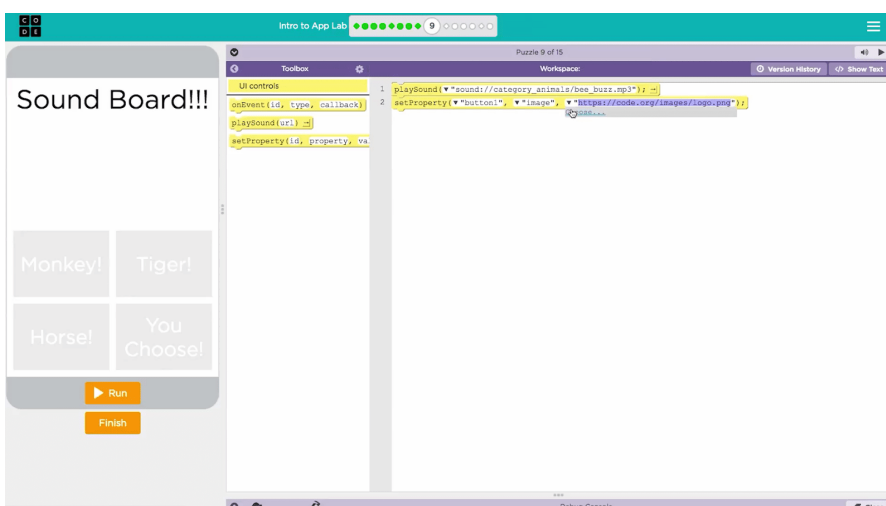 C O
D E
Intro to App Lab
9
Puzzle 9 of 15
Toolbox
Workspace:
Version History
</> Show Text
Sound Board!!!
Monkey!
Tiger!
Horse!
You Choose!
Run
Finish
UI controls
onEvent(id, type, callback)
playSound(url)
setProperty(id, property, va
1 playSound("sound://category_animals/bee_buzz.mp3");
2 setProperty("button1", "image", "https://code.org/images/logo.png");